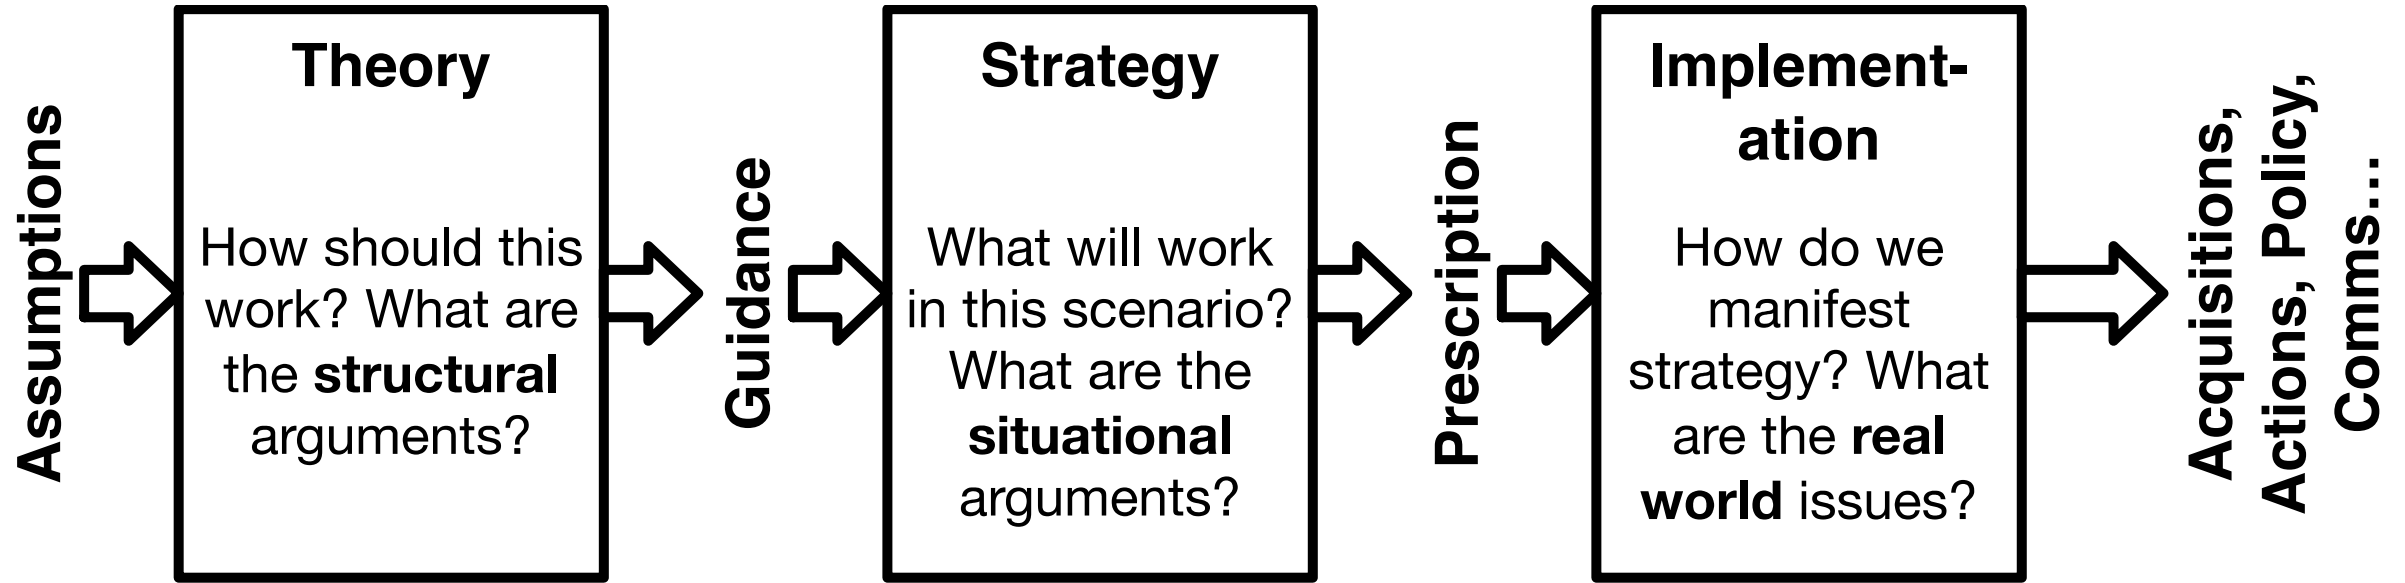 Assumptions
Theory
How should this
work? What are
the structural
arguments?
Guidance
Strategy
What will work
in this scenario?
What are the
situational
arguments?
Prescription
Implement-
ation
How do we
manifest
strategy? What
are the real
world issues?
Acquisitions,
Actions, Policy,
Comms...